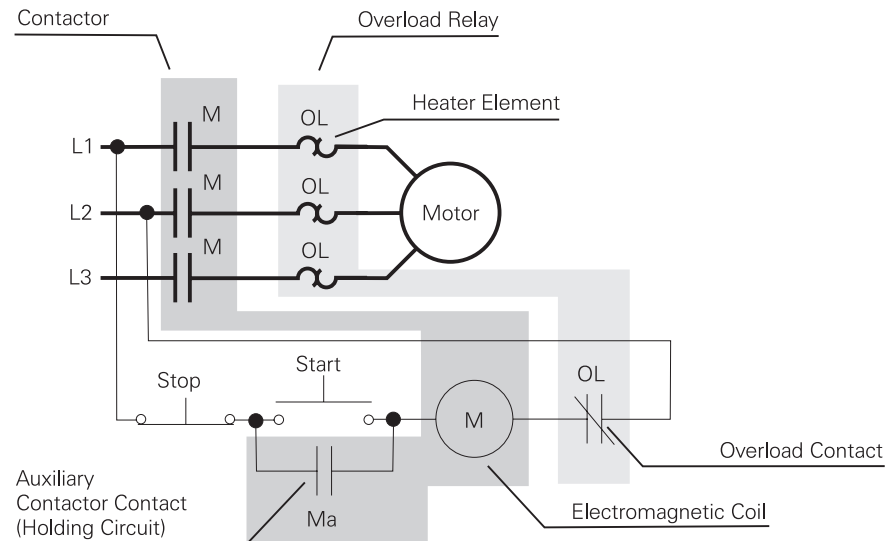 Contactor
Overload Relay
Heater Element
M
OL
L1
M
OL
L2
Motor
M
OL
L3
Stop
Start
OL
M
Overload Contact
Auxiliary
Contactor Contact
(Holding Circuit)
Ma
Electromagnetic Coil